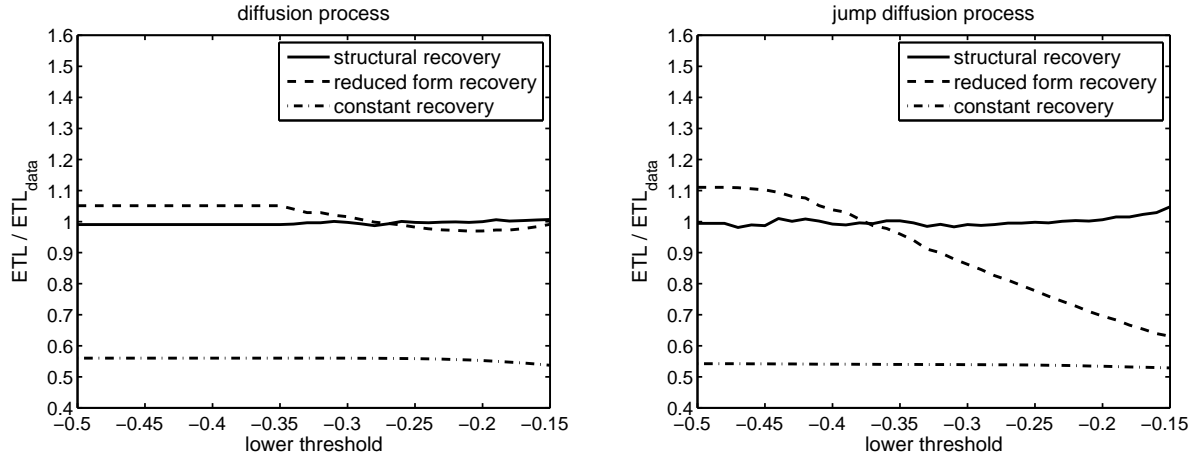 diffusion process
1.6
1.5
1.4
1.3
1.2
1.1
1
0.9
0.8
0.7
0.6
0.5
0.4
ETL / ETL_data
structural recovery
reduced form recovery
constant recovery
−0.5 −0.45 −0.4 −0.35 −0.3 −0.25 −0.2 −0.15
lower threshold
jump diffusion process
1.6
1.5
1.4
1.3
1.2
1.1
1
0.9
0.8
0.7
0.6
0.5
0.4
ETL / ETL_data
structural recovery
reduced form recovery
constant recovery
−0.5 −0.45 −0.4 −0.35 −0.3 −0.25 −0.2 −0.15
lower threshold